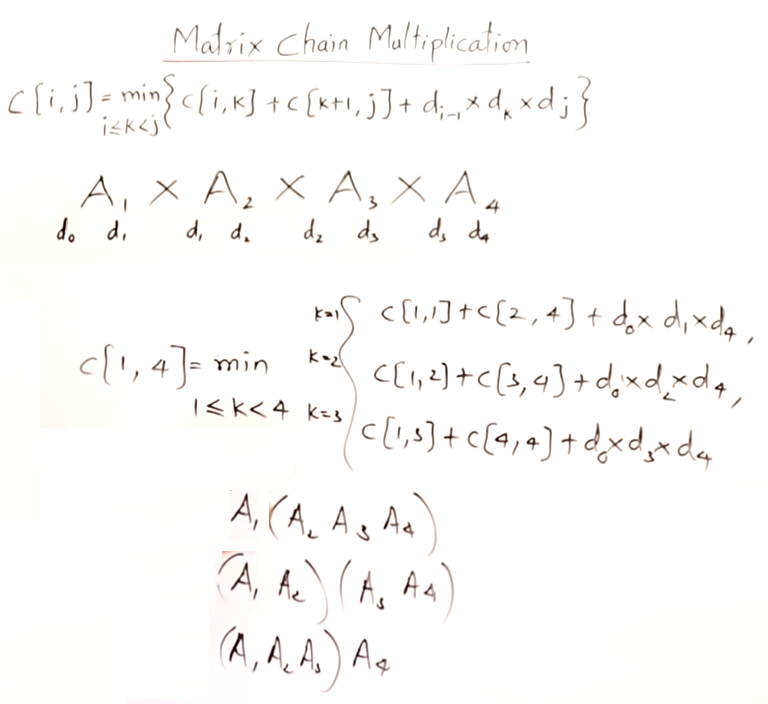 Matrix Chain Multiplication
C[i,j] = min { C[i,k] + C[k+1,j] + dᵢ₋₁ × dₖ × dⱼ }
i≤k<j
A₁ × A₂ × A₃ × A₄
d₀ d₁ d₁ d₂ d₂ d₃ d₃ d₄
k=1 { C[1,1] + C[2,4] + d₀ × d₁ × d₄ ,
C[1,4] = min k=2 C[1,2] + C[3,4] + d₀ × d₂ × d₄ ,
1≤k<4 k=3 C[1,3] + C[4,4] + d₀ × d₃ × d₄
A₁ (A₂ A₃ A₄)
(A₁ A₂) (A₃ A₄)
(A₁ A₂ A₃) A₄